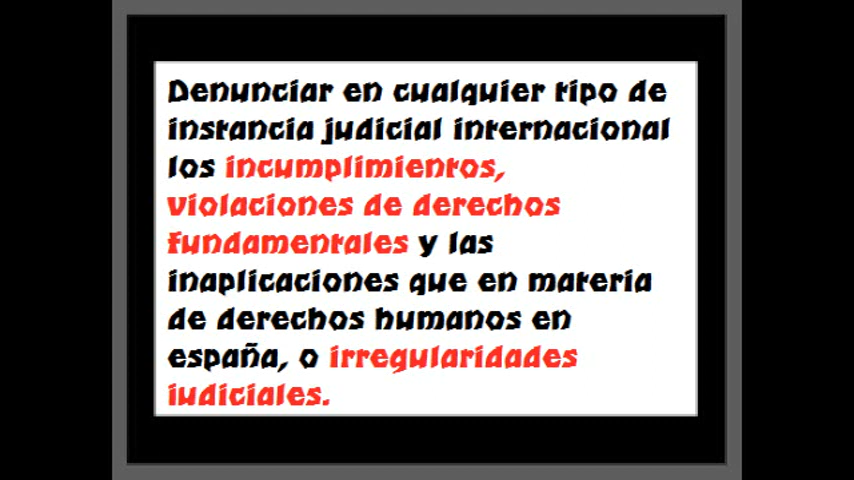 Denunciar en cualquier tipo de
instancia judicial internacional
los incumplimientos,
violaciones de derechos
fundamentales y las
inaplicaciones que en materia
de derechos humanos en
españa, o irregularidades
judiciales.